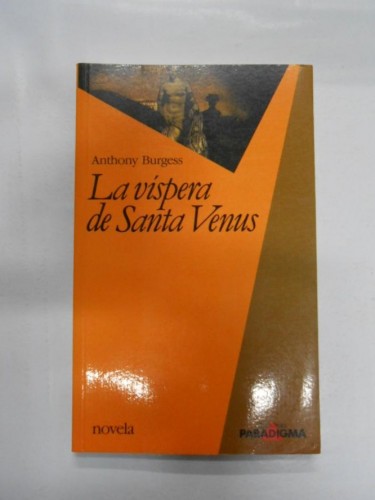 Anthony Burgess
La víspera
de Santa Venus
novela
PARADIGMA